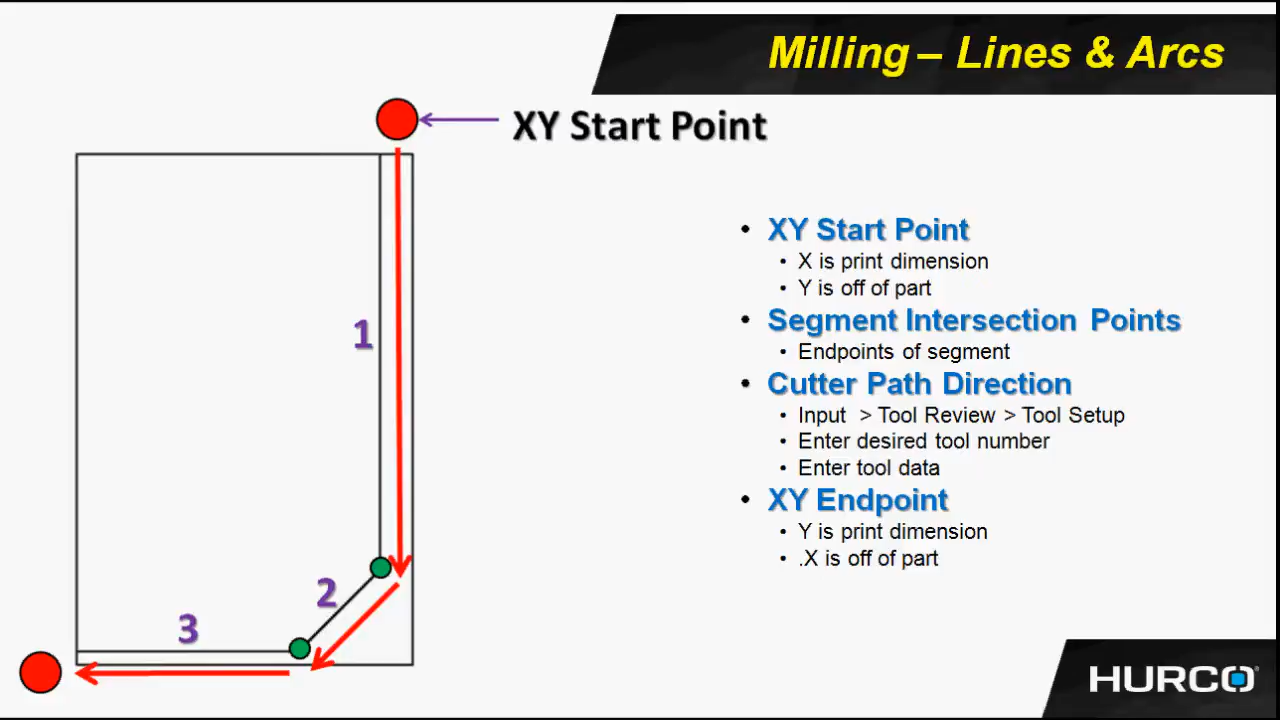 Milling – Lines & Arcs
XY Start Point
• XY Start Point
• X is print dimension
• Y is off of part
• Segment Intersection Points
• Endpoints of segment
• Cutter Path Direction
• Input > Tool Review > Tool Setup
• Enter desired tool number
• Enter tool data
• XY Endpoint
• Y is print dimension
• .X is off of part
1
2
3
HURCO